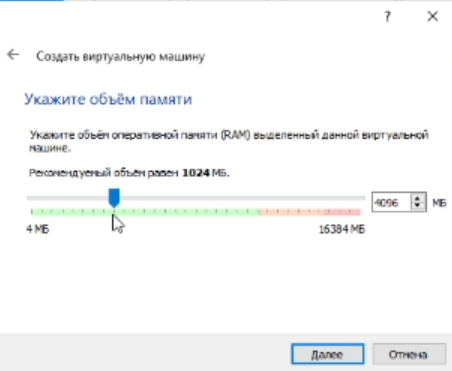 ?
Создать виртуальную машину
Укажите объём памяти
Укажите объём оперативной памяти (RAM) выделенный данной виртуальной
машине.
Рекомендуемый объём равен 1024 МБ.
4096 МБ
4 МБ 16384 МБ
Далее Отмена